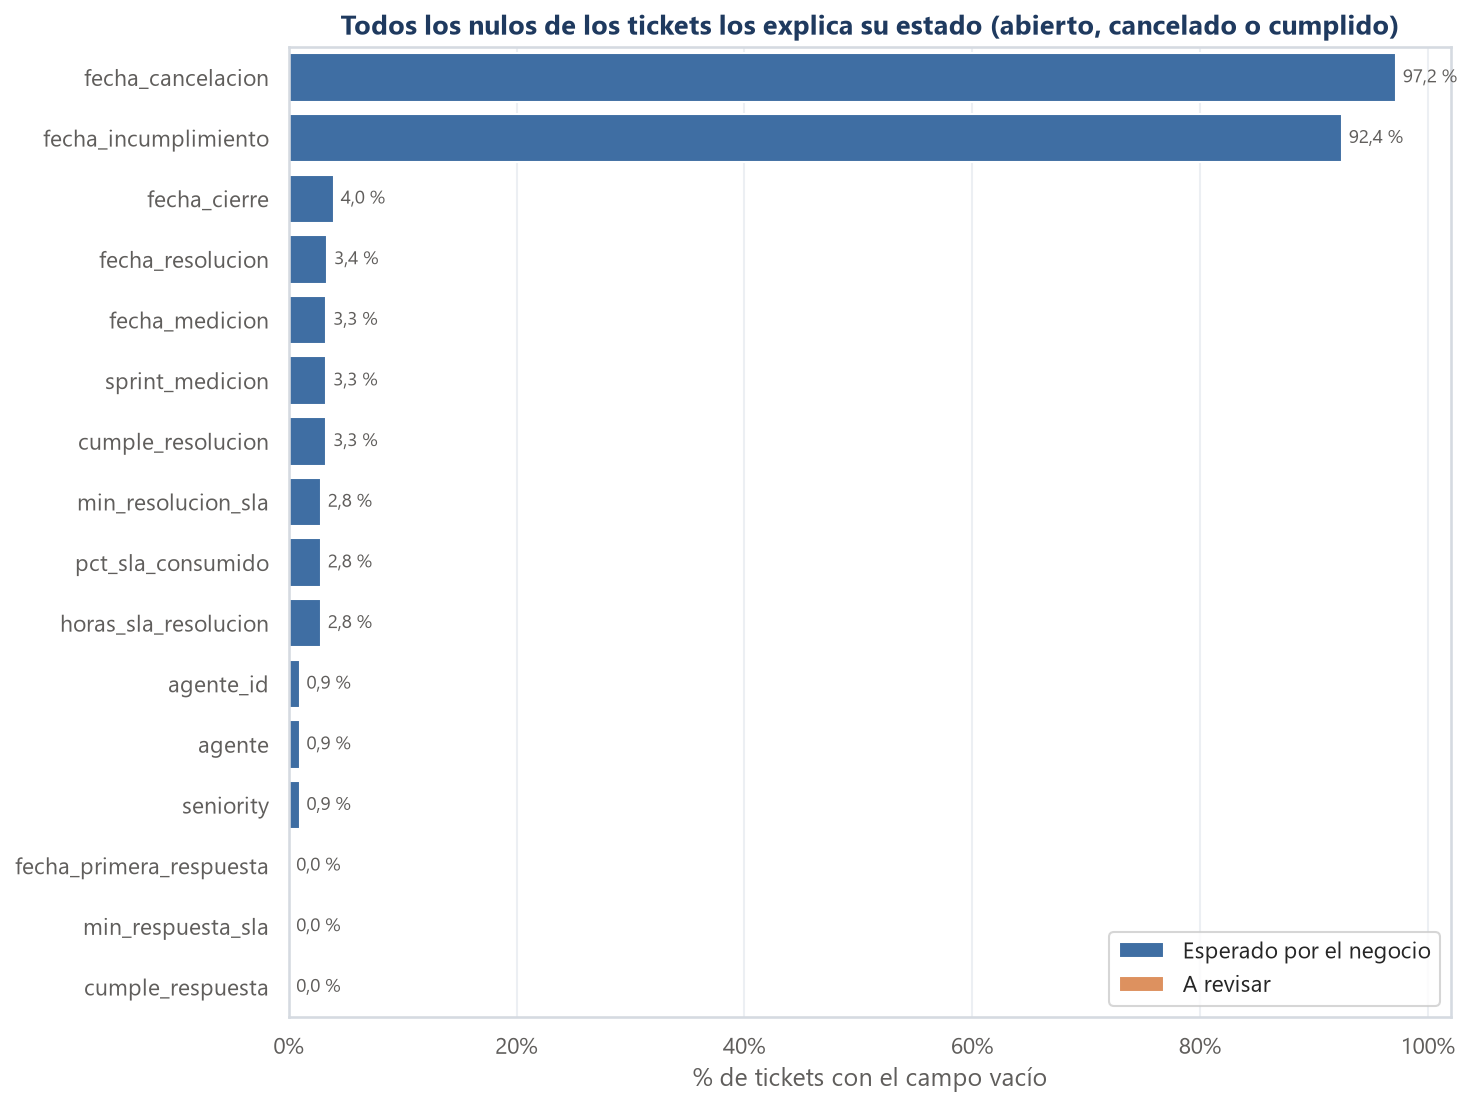 Todos los nulos de los tickets los explica su estado (abierto, cancelado o cumplido)
fecha_cancelacion 97,2 %
fecha_incumplimiento 92,4 %
fecha_cierre 4,0 %
fecha_resolucion 3,4 %
fecha_medicion 3,3 %
sprint_medicion 3,3 %
cumple_resolucion 3,3 %
min_resolucion_sla 2,8 %
pct_sla_consumido 2,8 %
horas_sla_resolucion 2,8 %
agente_id 0,9 %
agente 0,9 %
seniority 0,9 %
fecha_primera_respuesta 0,0 %
min_respuesta_sla 0,0 %
cumple_respuesta 0,0 %
Esperado por el negocio
A revisar
0% 20% 40% 60% 80% 100%
% de tickets con el campo vacío